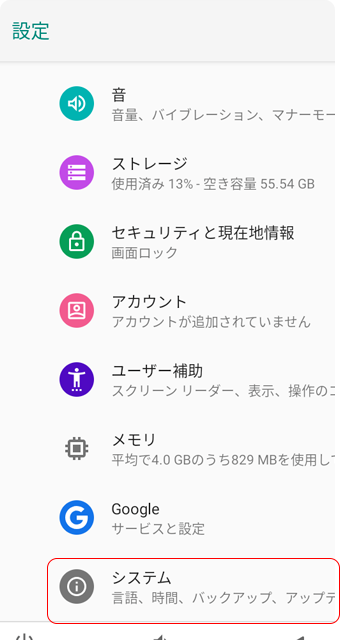 設定
音
音量、バイブレーション、マナーモー
ストレージ
使用済み 13% - 空き容量 55.54 GB
セキュリティと現在地情報
画面ロック
アカウント
アカウントが追加されていません
ユーザー補助
スクリーン リーダー、表示、操作のコ
メモリ
平均で4.0 GBのうち829 MBを使用して
Google
サービスと設定
システム
言語、時間、バックアップ、アップデ